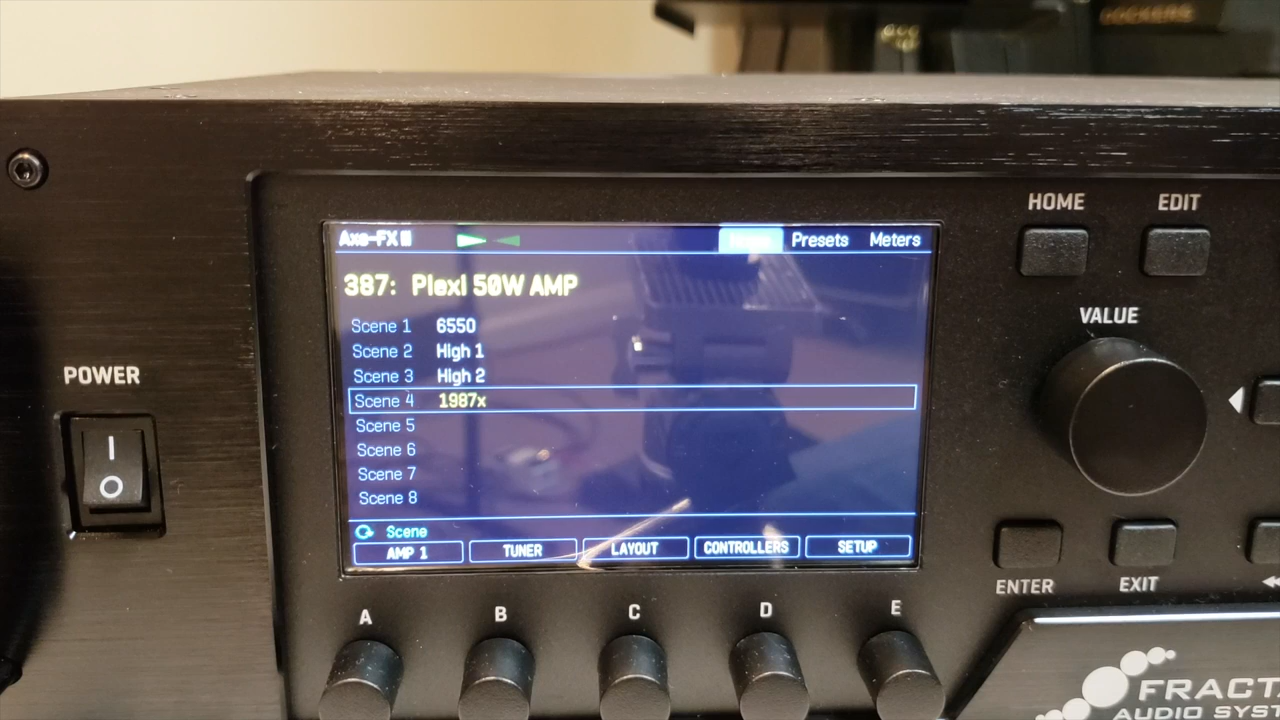 DOCKERS
HOME EDIT
Axe-FX III Presets Meters
387: Plexi 50W AMP
VALUE
Scene 1 6550
Scene 2 High 1
Scene 3 High 2
Scene 4 1987x
Scene 5
Scene 6
Scene 7
Scene 8
Scene
AMP 1 TUNER LAYOUT CONTROLLERS SETUP
POWER
I
O
ENTER EXIT
A B C D E
FRACT
AUDIO SYST